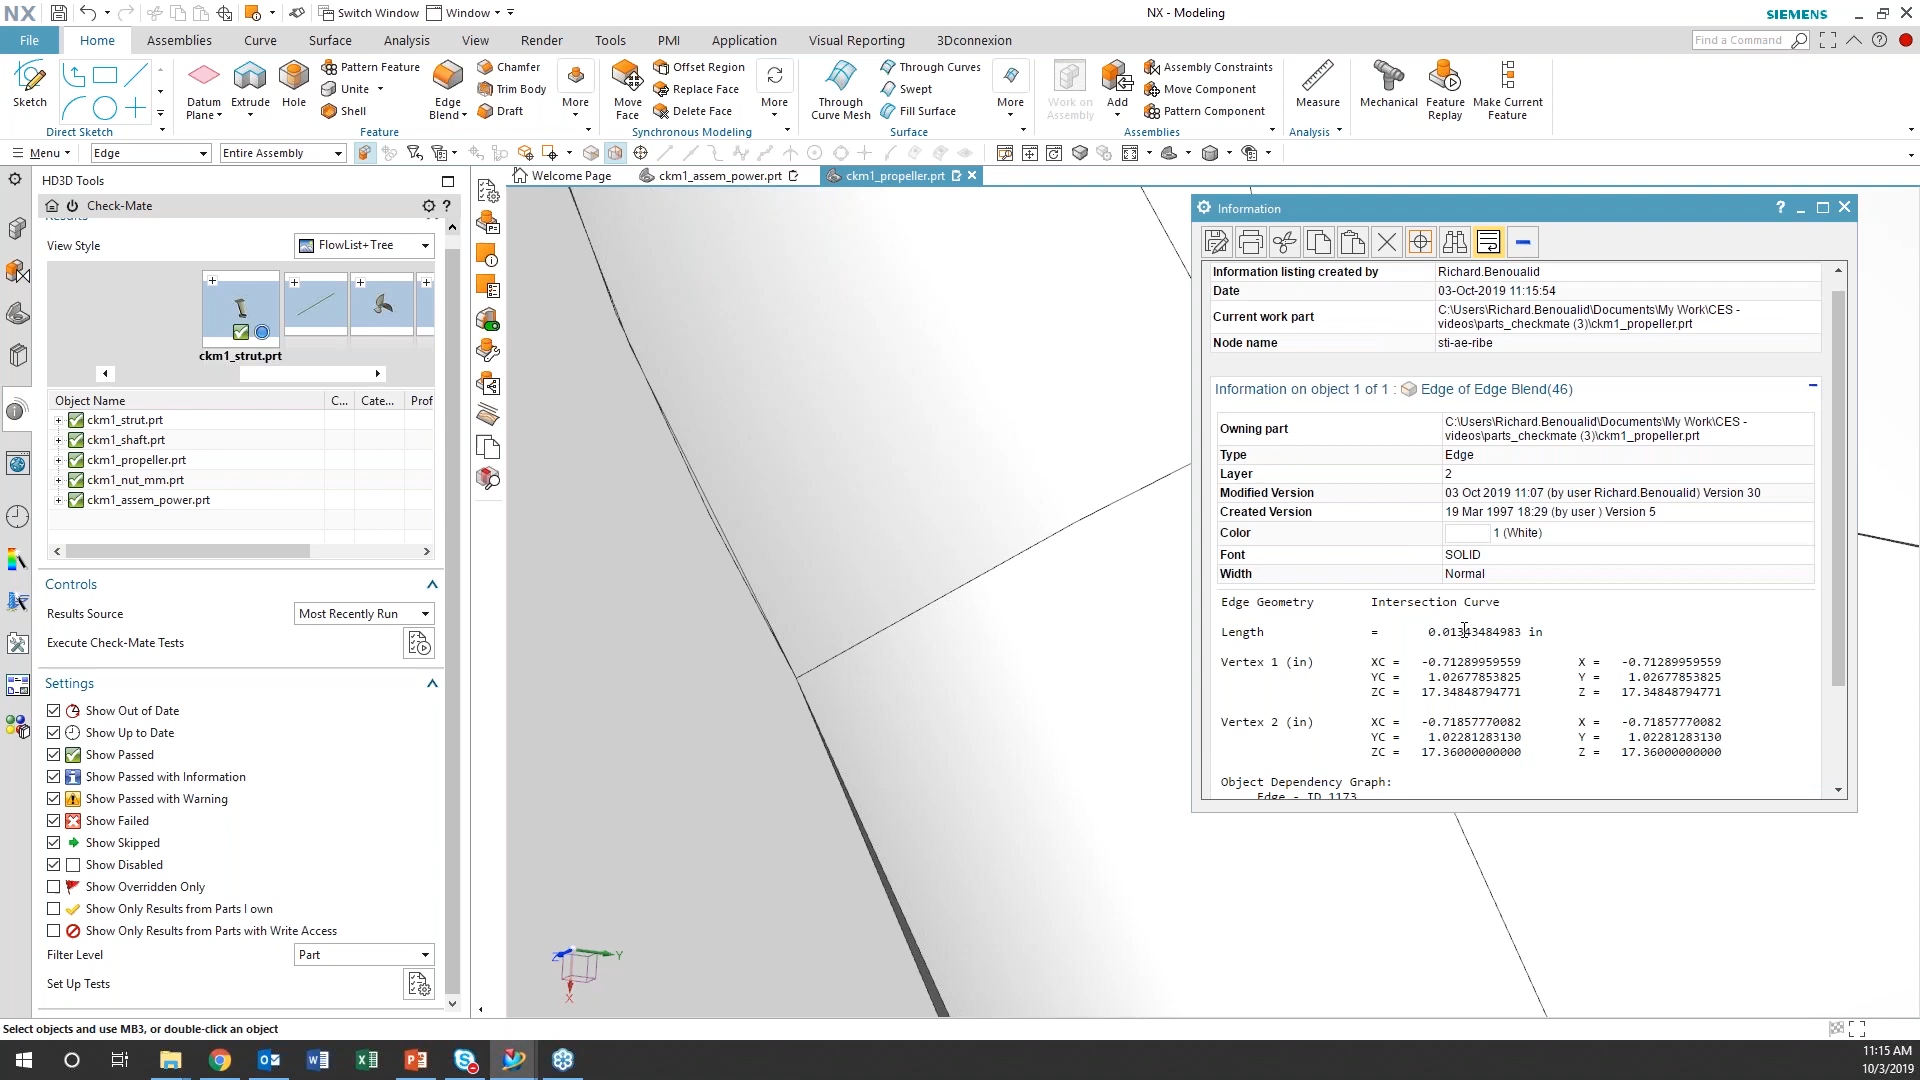 NX
Switch Window
Window
NX - Modeling
SIEMENS
File
Home
Assemblies
Curve
Surface
Analysis
View
Render
Tools
PMI
Application
Visual Reporting
3Dconnexion
Find a Command
Sketch
Direct Sketch
Datum Plane
Extrude
Hole
Pattern Feature
Unite
Shell
Edge Blend
Chamfer
Trim Body
Draft
More
Feature
Move Face
Offset Region
Replace Face
Delete Face
More
Synchronous Modeling
Through Curve Mesh
Through Curves
Swept
Fill Surface
More
Surface
Work on Assembly
Add
Assembly Constraints
Move Component
Pattern Component
Assemblies
Measure
Analysis
Mechanical
Feature Replay
Make Current Feature
Menu
Edge
Entire Assembly
HD3D Tools
Check-Mate
View Style
FlowList+Tree
ckm1_strut.prt
Object Name C... Cate... Prof
ckm1_strut.prt
ckm1_shaft.prt
ckm1_propeller.prt
ckm1_nut_mm.prt
ckm1_assem_power.prt
Controls
Results Source
Most Recently Run
Execute Check-Mate Tests
Settings
Show Out of Date
Show Up to Date
Show Passed
Show Passed with Information
Show Passed with Warning
Show Failed
Show Skipped
Show Disabled
Show Overridden Only
Show Only Results from Parts I own
Show Only Results from Parts with Write Access
Filter Level
Part
Set Up Tests
Welcome Page
ckm1_assem_power.prt
ckm1_propeller.prt
Z
Y
X
Information
Information listing created by Richard.Benoualid
Date 03-Oct-2019 11:15:54
Current work part C:\Users\Richard.Benoualid\Documents\My Work\CES -
videos\parts_checkmate (3)\ckm1_propeller.prt
Node name sti-ae-ribe
Information on object 1 of 1 : Edge of Edge Blend(46)
Owning part C:\Users\Richard.Benoualid\Documents\My Work\CES -
videos\parts_checkmate (3)\ckm1_propeller.prt
Type Edge
Layer 2
Modified Version 03 Oct 2019 11:07 (by user Richard.Benoualid) Version 30
Created Version 19 Mar 1997 18:29 (by user ) Version 5
Color 1 (White)
Font SOLID
Width Normal
Edge Geometry Intersection Curve
Length = 0.01343484983 in
Vertex 1 (in) XC = -0.71289959559 X = -0.71289959559
YC = 1.02677853825 Y = 1.02677853825
ZC = 17.34848794771 Z = 17.34848794771
Vertex 2 (in) XC = -0.71857770082 X = -0.71857770082
YC = 1.02281283130 Y = 1.02281283130
ZC = 17.36000000000 Z = 17.36000000000
Object Dependency Graph:
Edge - ID 1173
Select objects and use MB3, or double-click an object
11:15 AM
10/3/2019